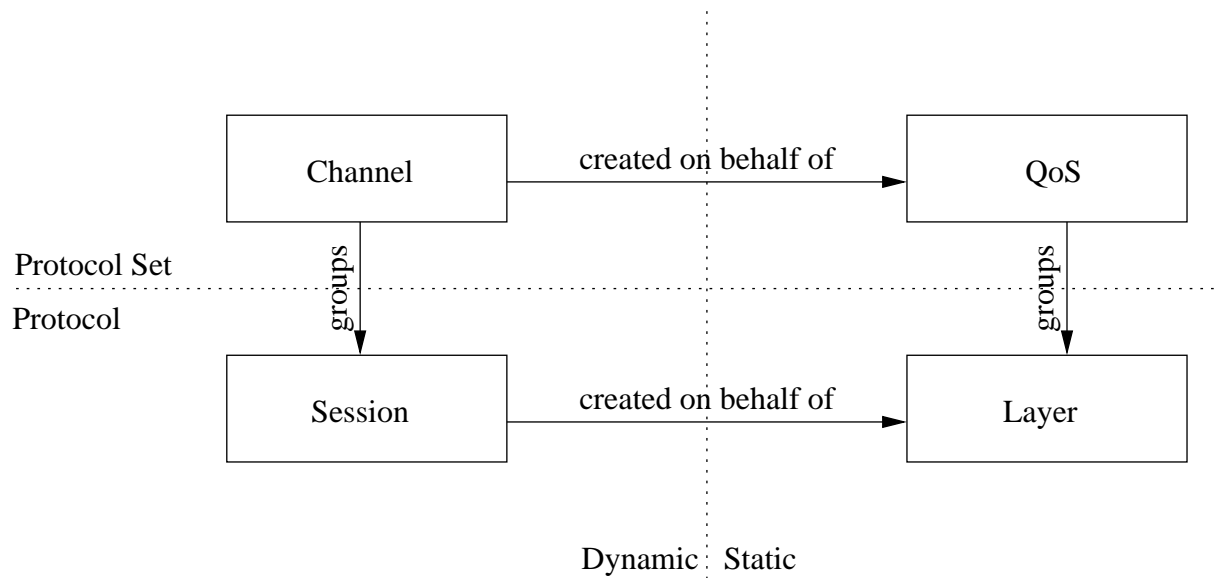 created on behalf of
Channel
QoS
groups
groups
Protocol Set
Protocol
created on behalf of
Session
Layer
Dynamic
Static